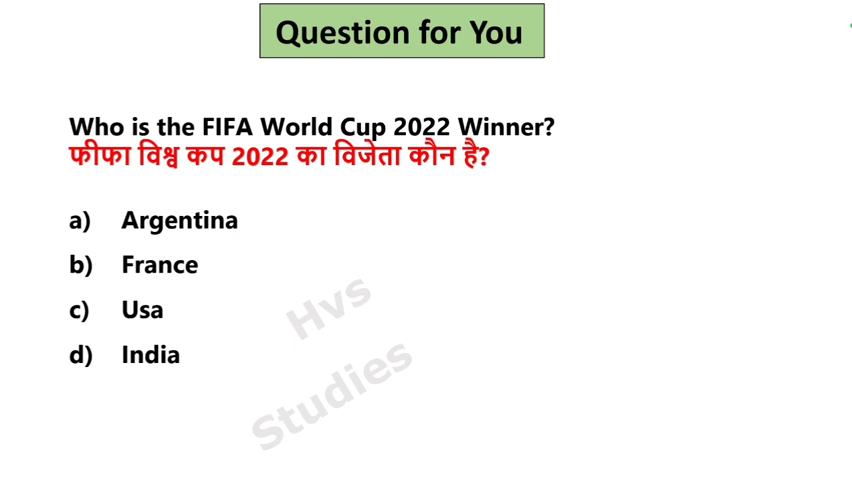 Question for You
Who is the FIFA World Cup 2022 Winner?
फीफा विश्व कप 2022 का विजेता कौन है?
a) Argentina
b) France
c) Usa
d) India
Hvs
Studies